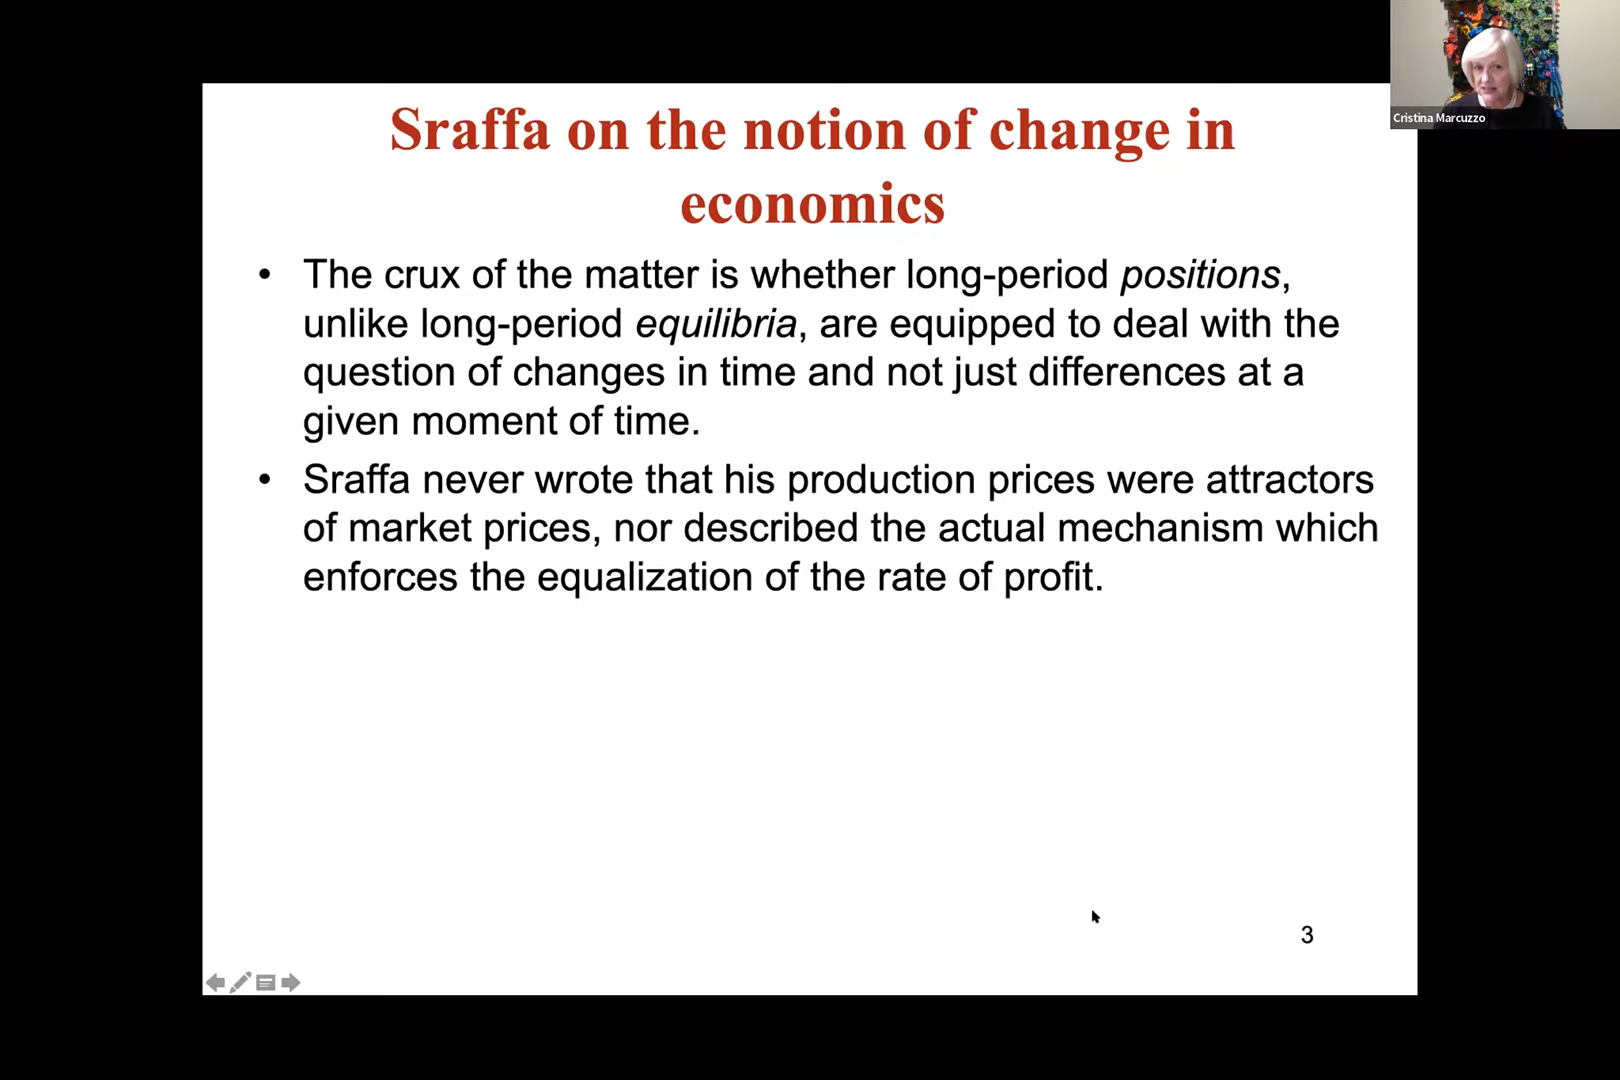 Cristina Marcuzzo
Sraffa on the notion of change in
economics
• The crux of the matter is whether long-period positions,
unlike long-period equilibria, are equipped to deal with the
question of changes in time and not just differences at a
given moment of time.
• Sraffa never wrote that his production prices were attractors
of market prices, nor described the actual mechanism which
enforces the equalization of the rate of profit.
3